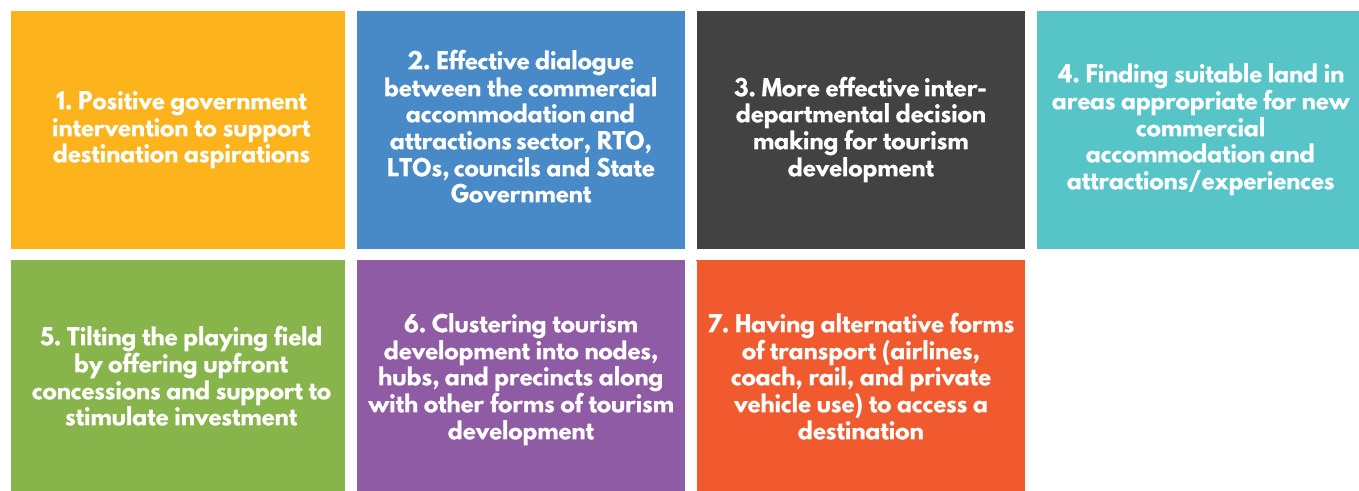 1. Positive government
intervention to support
destination aspirations
2. Effective dialogue
between the commercial
accommodation and
attractions sector, RTO,
LTOs, councils and State
Government
3. More effective inter-
departmental decision
making for tourism
development
4. Finding suitable land in
areas appropriate for new
commercial
accommodation and
attractions/experiences
5. Tilting the playing field
by offering upfront
concessions and support to
stimulate investment
6. Clustering tourism
development into nodes,
hubs, and precincts along
with other forms of tourism
development
7. Having alternative forms
of transport (airlines,
coach, rail, and private
vehicle use) to access a
destination